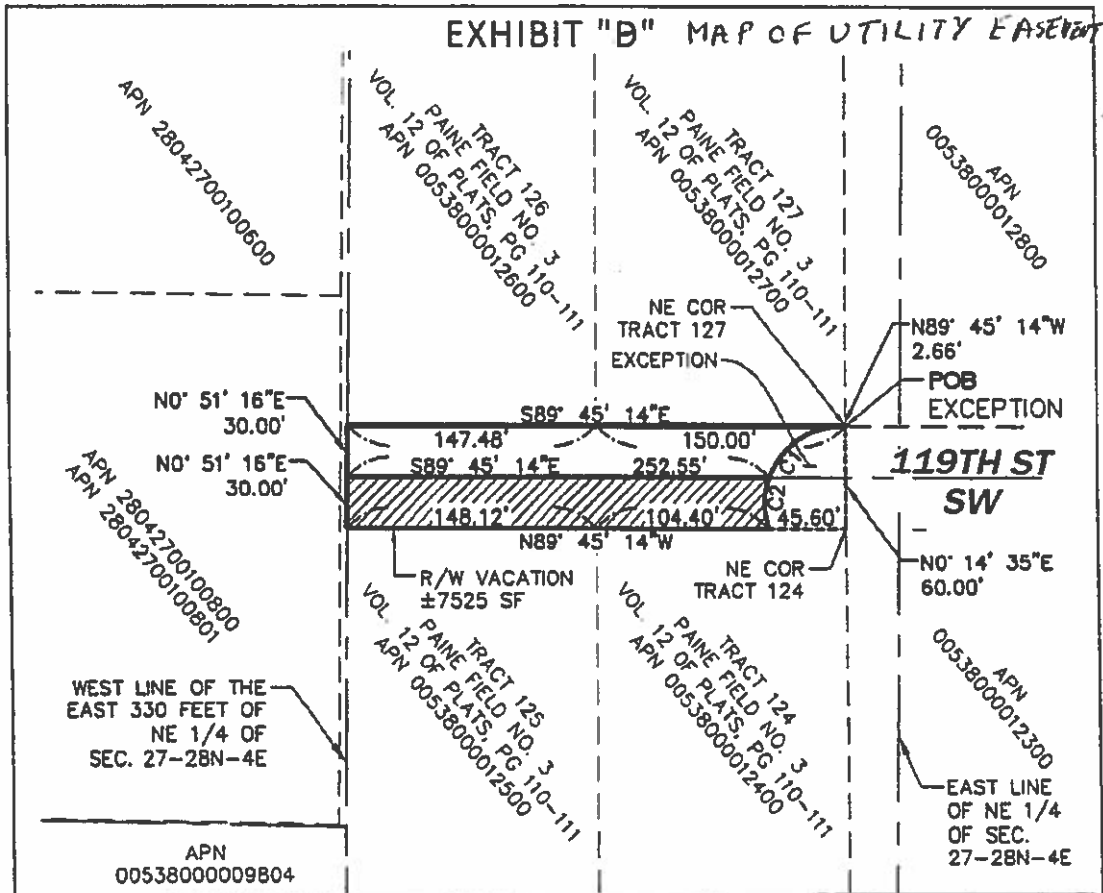 EXHIBIT "B" MAP OF UTILITY EASEMENT
APN 28042700100600
TRACT 126
PAINE FIELD NO. 3
VOL. 12 OF PLATS, PG 110-111
APN 00538000012600
TRACT 127
PAINE FIELD NO. 3
VOL. 12 OF PLATS, PG 110-111
APN 00538000012700
APN
00538000012800
NE COR
TRACT 127
EXCEPTION
N89° 45' 14"W
2.66'
POB
EXCEPTION
N0° 51' 16"E
30.00'
S89° 45' 14"E
147.48'
150.00'
C1
N0° 51' 16"E
30.00'
S89° 45' 14"E
252.55'
119TH ST
SW
C2
148.12'
104.40'
45.60'
N89° 45' 14"W
APN 28042700100800
APN 28042700100801
R/W VACATION
±7525 SF
NE COR
TRACT 124
N0° 14' 35"E
60.00'
TRACT 125
PAINE FIELD NO. 3
VOL. 12 OF PLATS, PG 110-111
APN 00538000012500
TRACT 124
PAINE FIELD NO. 3
VOL. 12 OF PLATS, PG 110-111
APN 00538000012400
APN
00538000012300
WEST LINE OF THE
EAST 330 FEET OF
NE 1/4 OF
SEC. 27-28N-4E
EAST LINE
OF NE 1/4
OF SEC.
27-28N-4E
APN
00538000009804